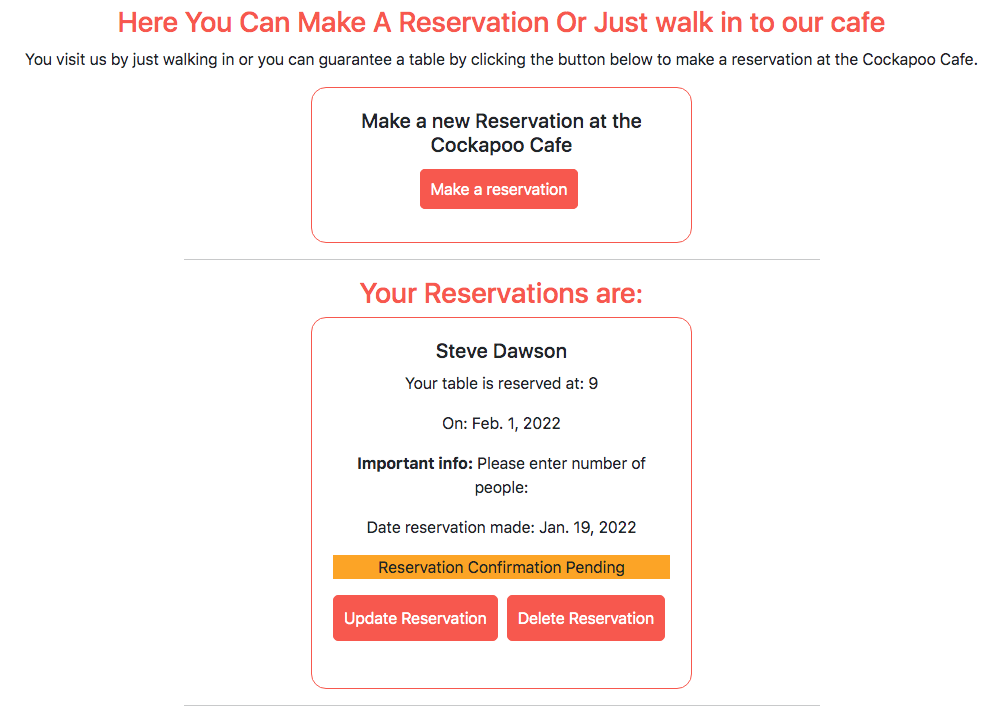 Here You Can Make A Reservation Or Just walk in to our cafe
You visit us by just walking in or you can guarantee a table by clicking the button below to make a reservation at the Cockapoo Cafe.
Make a new Reservation at the
Cockapoo Cafe
Make a reservation
Your Reservations are:
Steve Dawson
Your table is reserved at: 9
On: Feb. 1, 2022
Important info: Please enter number of
people:
Date reservation made: Jan. 19, 2022
Reservation Confirmation Pending
Update Reservation
Delete Reservation